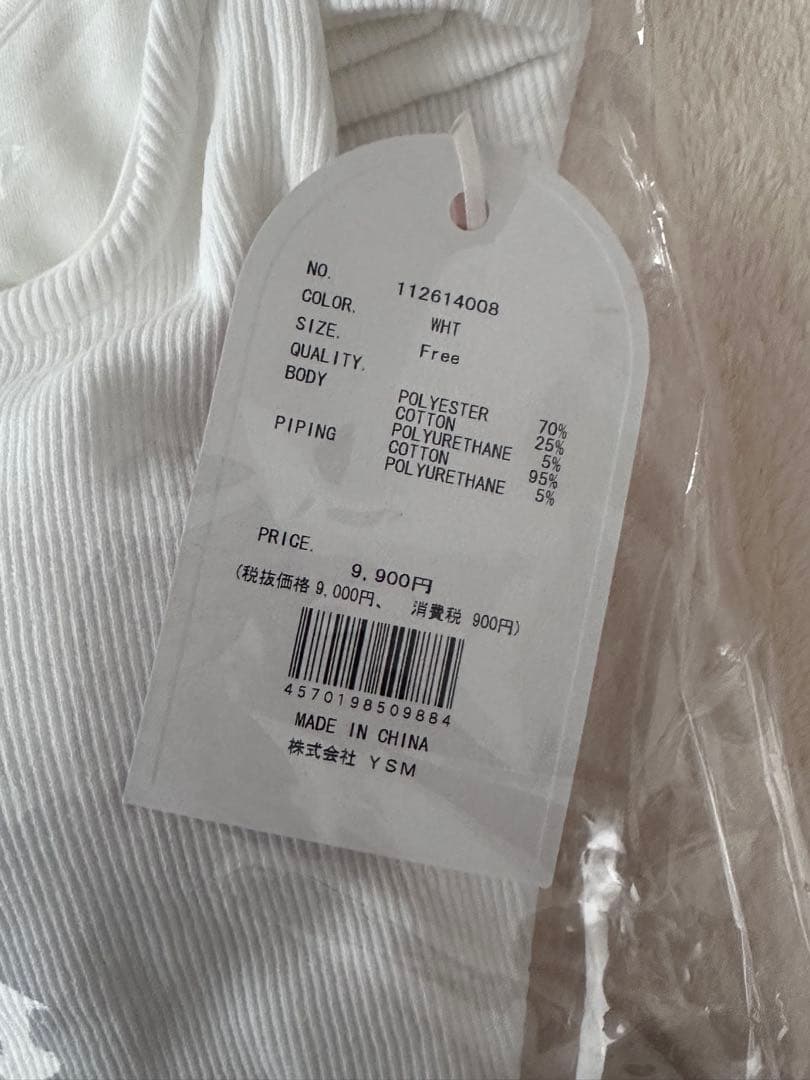 NO. 112614008
COLOR. WHT
SIZE. Free
QUALITY.
BODY POLYESTER 70%
COTTON 25%
POLYURETHANE 5%
PIPING COTTON 95%
POLYURETHANE 5%
PRICE. 9,900円
(税抜価格 9,000円、 消費税 900円)
4570198509884
MADE IN CHINA
株式会社 YSM